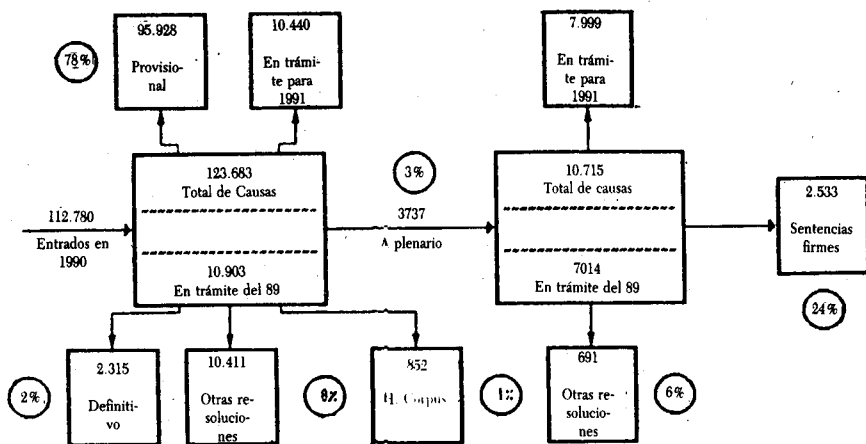 95.928
Provisio-
nal
78%
10.440
En trámi-
te para
1991
7.999
En trámi-
te para
1991
123.683
Total de Causas
3%
10.715
Total de causas
2.533
Sentencias
firmes
112.780
Entrados en
1990
3737
A plenario
10.903
En trámite del 89
7014
En trámite del 89
24%
2%
2.315
Definiti-
vo
10.411
Otras re-
soluciones
8%
852
H. Corpus
1%
691
Otras re-
solucio-
nes
6%